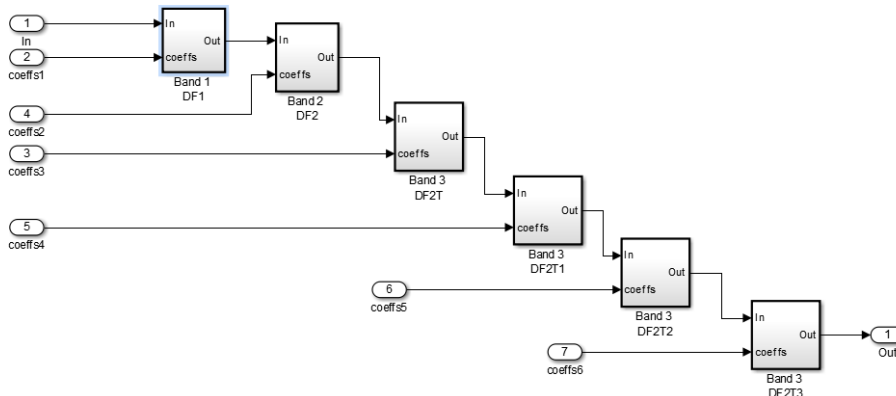 1
In
2
coeffs1
In
Out
coeffs
Band 1
DF1
In
Out
coeffs
Band 2
DF2
4
coeffs2
3
coeffs3
In
Out
coeffs
Band 3
DF2T
5
coeffs4
In
Out
coeffs
Band 3
DF2T1
6
coeffs5
In
Out
coeffs
Band 3
DF2T2
7
coeffs6
In
Out
coeffs
Band 3
DF2T3
1
Out